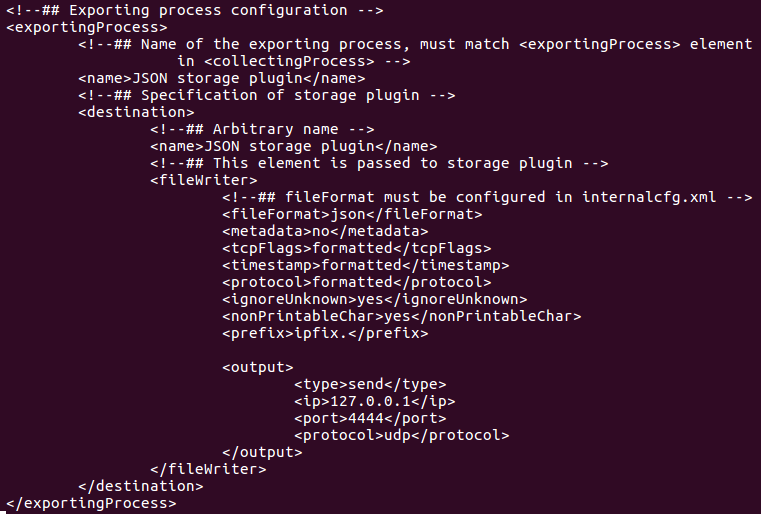 <!--## Exporting process configuration -->
<exportingProcess>
        <!--## Name of the exporting process, must match <exportingProcess> element
                   in <collectingProcess> -->
        <name>JSON storage plugin</name>
        <!--## Specification of storage plugin -->
        <destination>
                <!--## Arbitrary name -->
                <name>JSON storage plugin</name>
                <!--## This element is passed to storage plugin -->
                <fileWriter>
                        <!--## fileFormat must be configured in internalcfg.xml -->
                        <fileFormat>json</fileFormat>
                        <metadata>no</metadata>
                        <tcpFlags>formatted</tcpFlags>
                        <timestamp>formatted</timestamp>
                        <protocol>formatted</protocol>
                        <ignoreUnknown>yes</ignoreUnknown>
                        <nonPrintableChar>yes</nonPrintableChar>
                        <prefix>ipfix.</prefix>

                        <output>
                                <type>send</type>
                                <ip>127.0.0.1</ip>
                                <port>4444</port>
                                <protocol>udp</protocol>
                        </output>
                </fileWriter>
        </destination>
</exportingProcess>